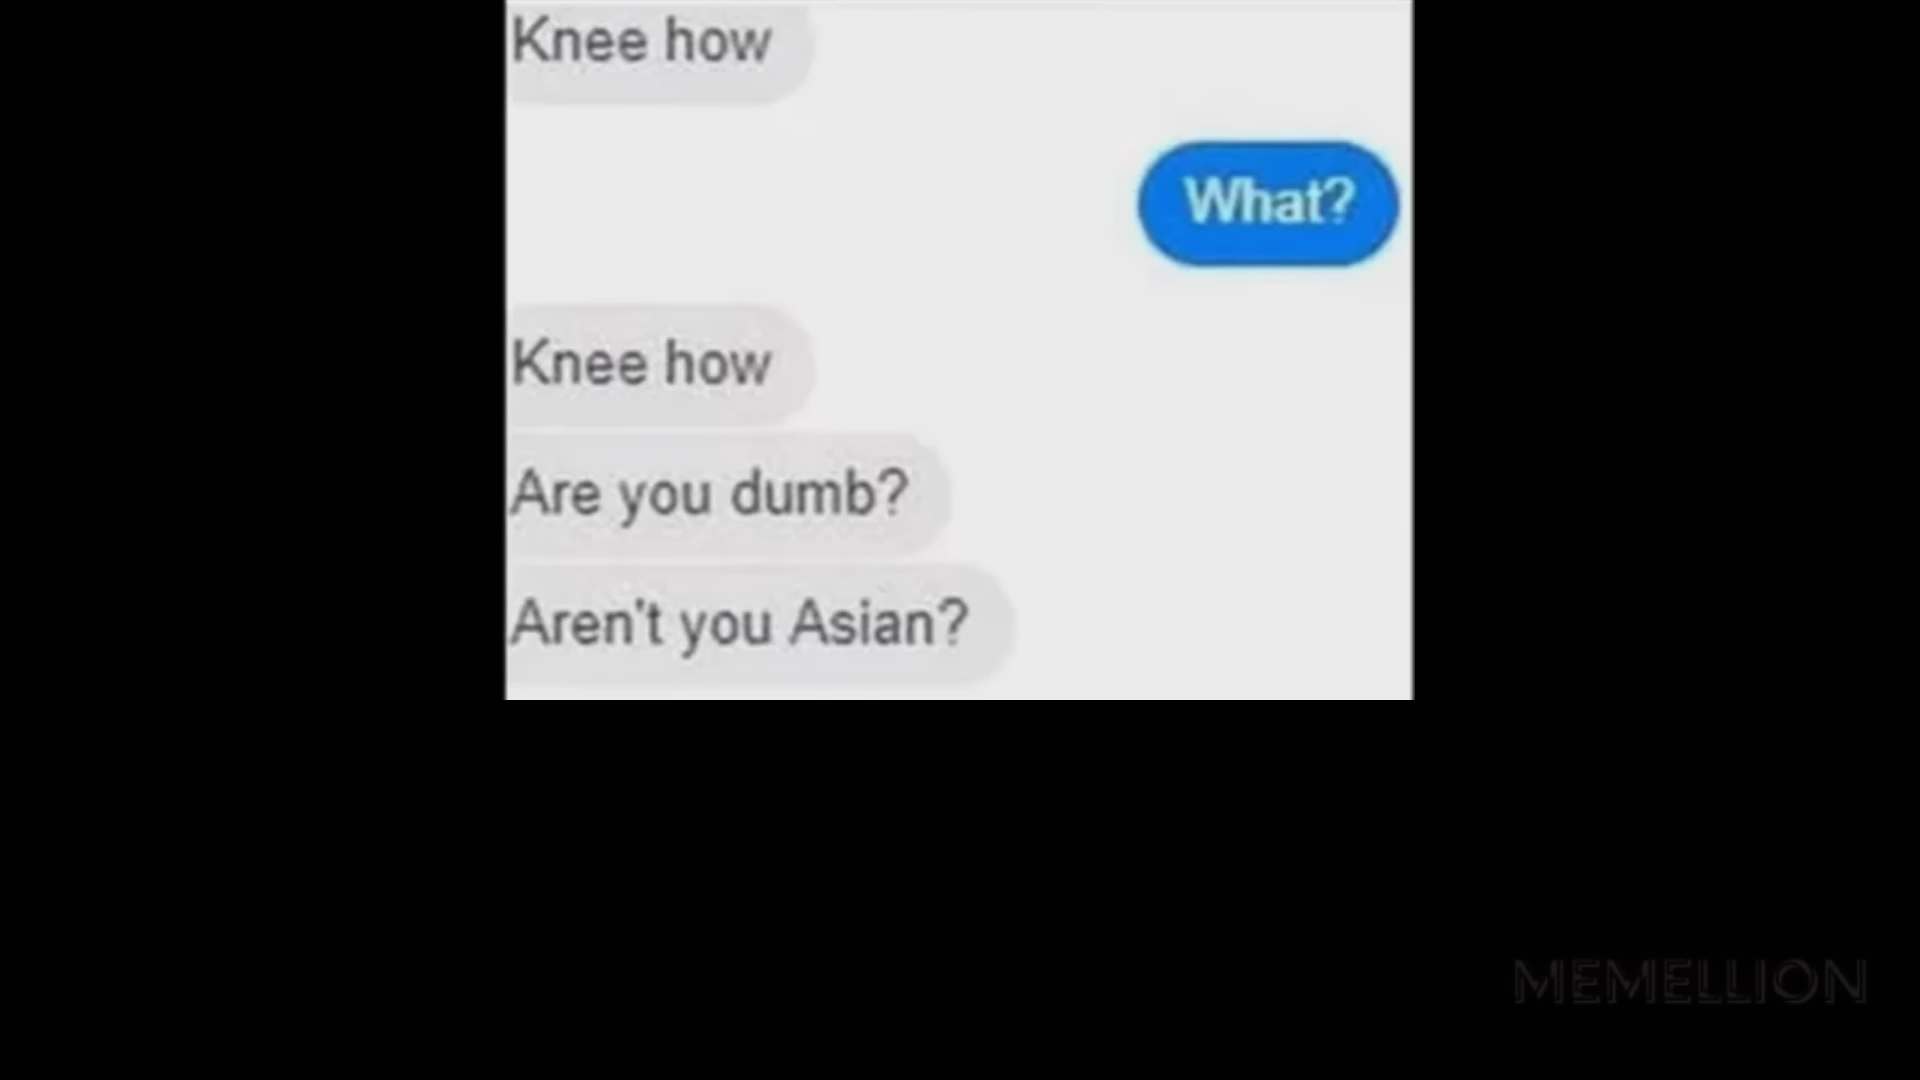 Knee how
What?
Knee how
Are you dumb?
Aren't you Asian?
MEMELLION